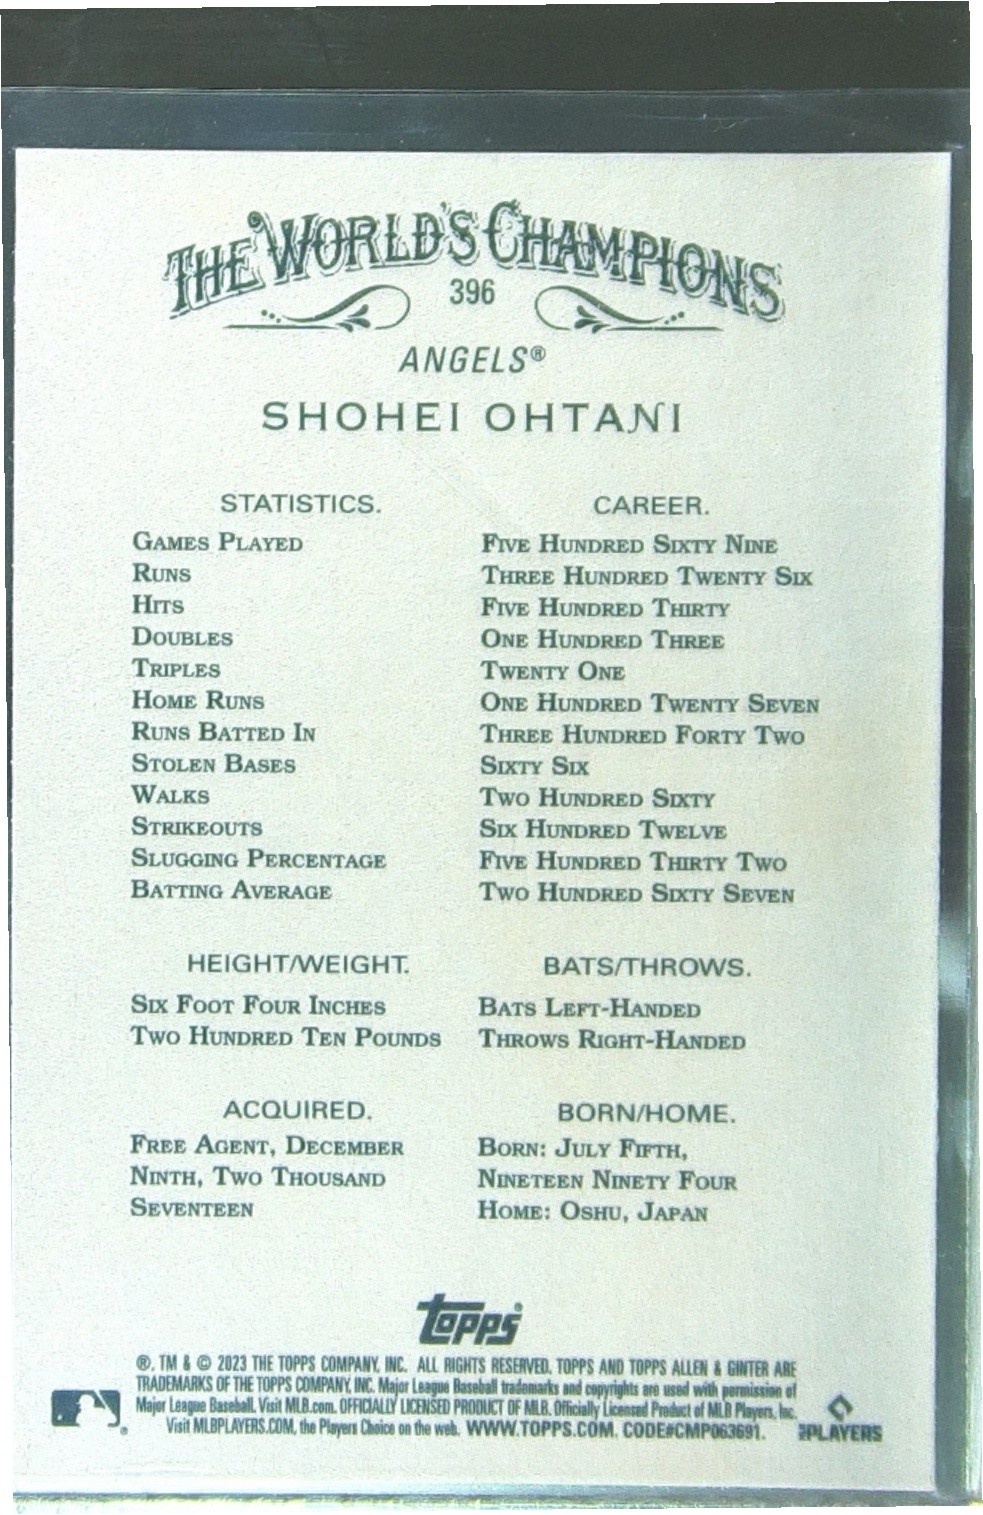 THE WORLD'S CHAMPIONS
396
ANGELS®
SHOHEI OHTANI
STATISTICS. CAREER.
GAMES PLAYED FIVE HUNDRED SIXTY NINE
RUNS THREE HUNDRED TWENTY SIX
HITS FIVE HUNDRED THIRTY
DOUBLES ONE HUNDRED THREE
TRIPLES TWENTY ONE
HOME RUNS ONE HUNDRED TWENTY SEVEN
RUNS BATTED IN THREE HUNDRED FORTY TWO
STOLEN BASES SIXTY SIX
WALKS TWO HUNDRED SIXTY
STRIKEOUTS SIX HUNDRED TWELVE
SLUGGING PERCENTAGE FIVE HUNDRED THIRTY TWO
BATTING AVERAGE TWO HUNDRED SIXTY SEVEN
HEIGHT/WEIGHT. BATS/THROWS.
SIX FOOT FOUR INCHES BATS LEFT-HANDED
TWO HUNDRED TEN POUNDS THROWS RIGHT-HANDED
ACQUIRED. BORN/HOME.
FREE AGENT, DECEMBER BORN: JULY FIFTH,
NINTH, TWO THOUSAND NINETEEN NINETY FOUR
SEVENTEEN HOME: OSHU, JAPAN
Topps®
®, TM & © 2023 THE TOPPS COMPANY, INC. ALL RIGHTS RESERVED. TOPPS AND TOPPS ALLEN & GINTER ARE
TRADEMARKS OF THE TOPPS COMPANY, INC. Major League Baseball trademarks and copyrights are used with permission of
Major League Baseball. Visit MLB.com. OFFICIALLY LICENSED PRODUCT OF MLB. Officially Licensed Product of MLB Players, Inc.
Visit MLBPLAYERS.COM, the Players Choice on the web. WWW.TOPPS.COM. CODE#CMP063691.
PLAYERS